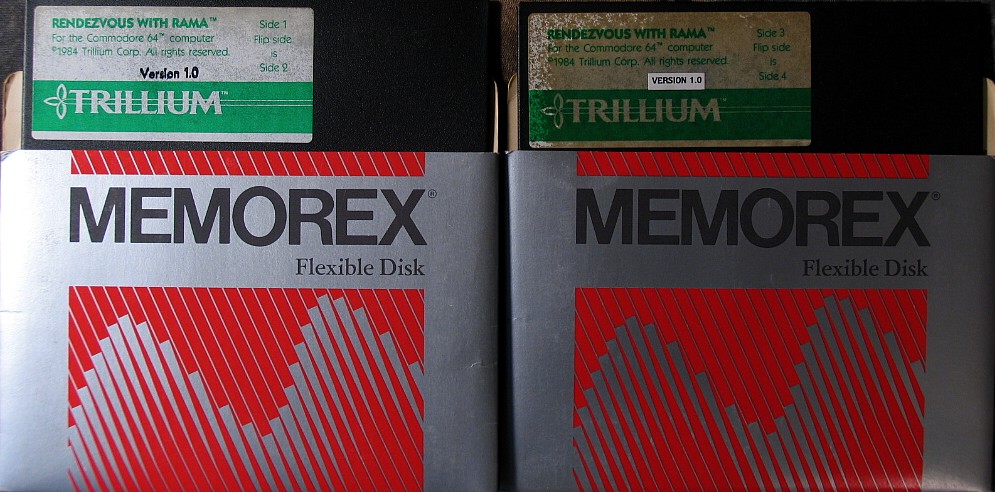 RENDEZVOUS WITH RAMA™
For the Commodore 64™ computer
©1984 Trillium Corp. All rights reserved.
Version 1.0
Side 1
Flip side
is
Side 2
TRILLIUM™
MEMOREX®
Flexible Disk
RENDEZVOUS WITH RAMA™
For the Commodore 64™ computer
©1984 Trillium Corp. All rights reserved.
VERSION 1.0
Side 3
Flip side
is
Side 4
TRILLIUM™
MEMOREX®
Flexible Disk